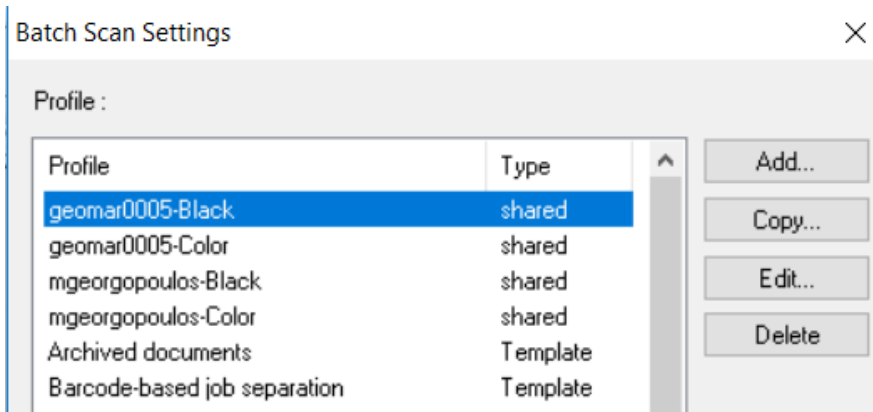 Batch Scan Settings
Profile :
Profile Type
geomar0005-Black shared
geomar0005-Color shared
mgeorgopoulos-Black shared
mgeorgopoulos-Color shared
Archived documents Template
Barcode-based job separation Template
Add...
Copy...
Edit...
Delete